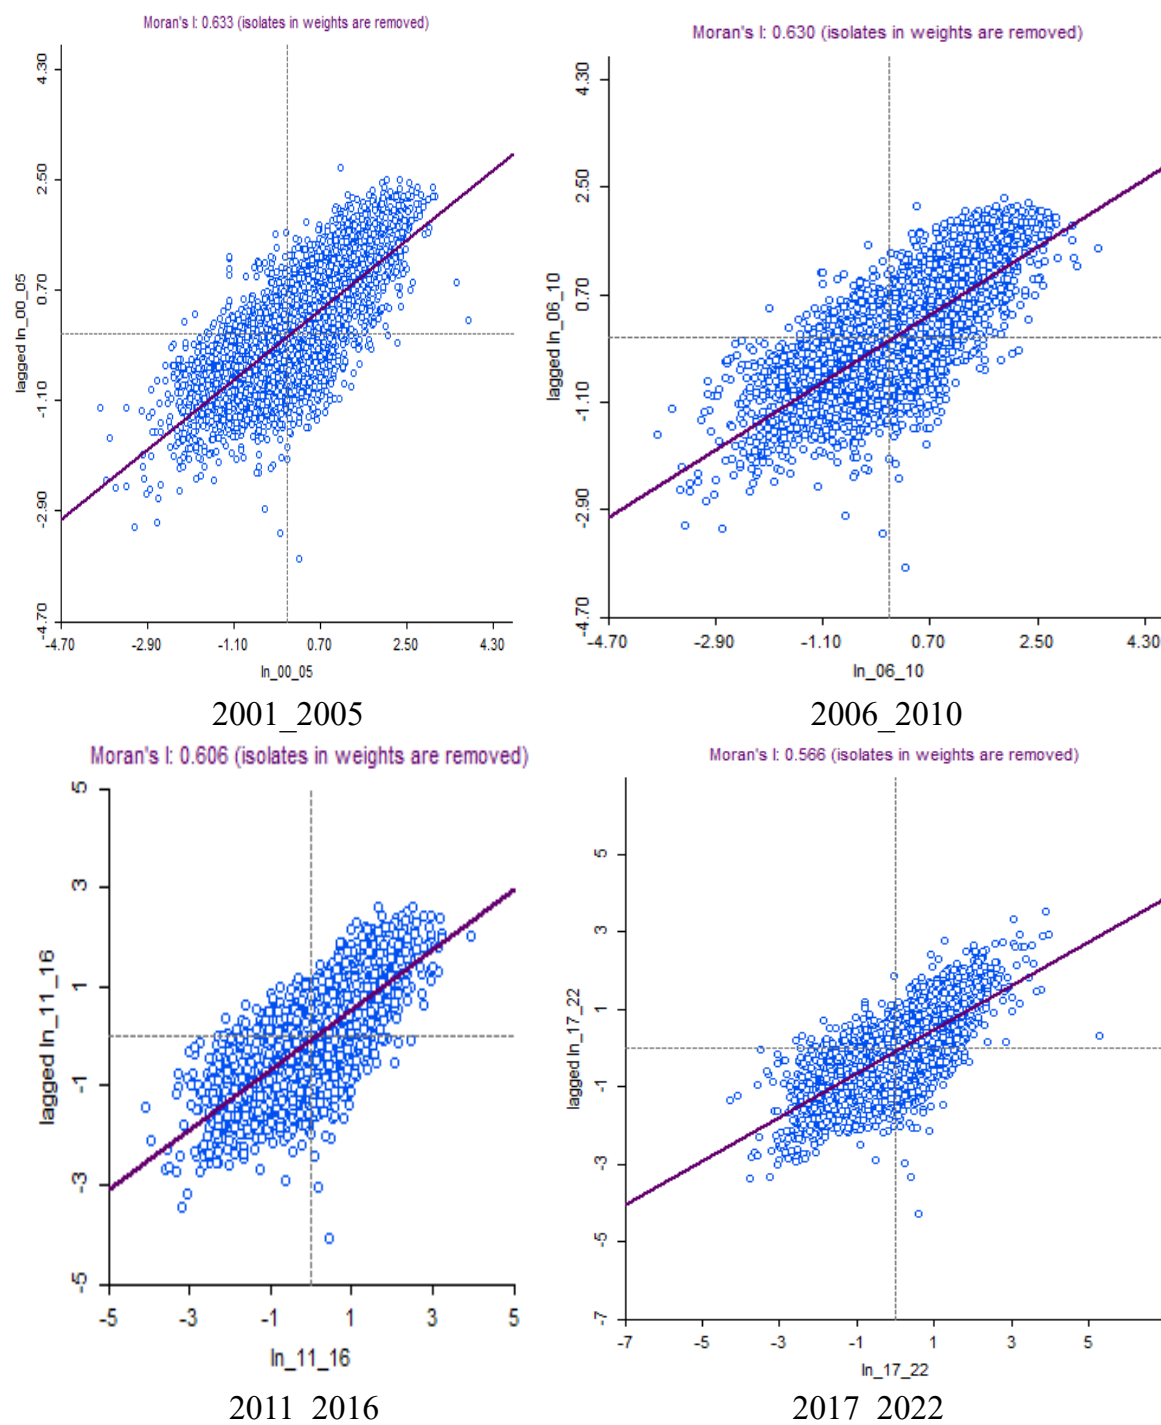 Moran's I: 0.633 (isolates in weights are removed)
4.30
2.50
0.70
-1.10
-2.90
-4.70
lagged ln_00_05
-4.70 -2.90 -1.10 0.70 2.50 4.30
ln_00_05
2001_2005
Moran's I: 0.630 (isolates in weights are removed)
4.30
2.50
0.70
-1.10
-2.90
-4.70
lagged ln_06_10
-4.70 -2.90 -1.10 0.70 2.50 4.30
ln_06_10
2006_2010
Moran's I: 0.606 (isolates in weights are removed)
5
3
1
-1
-3
-5
lagged ln_11_16
-5 -3 -1 1 3 5
ln_11_16
2011_2016
Moran's I: 0.566 (isolates in weights are removed)
5
3
1
-1
-3
-5
-7
lagged ln_17_22
-7 -5 -3 -1 1 3 5
ln_17_22
2017_2022